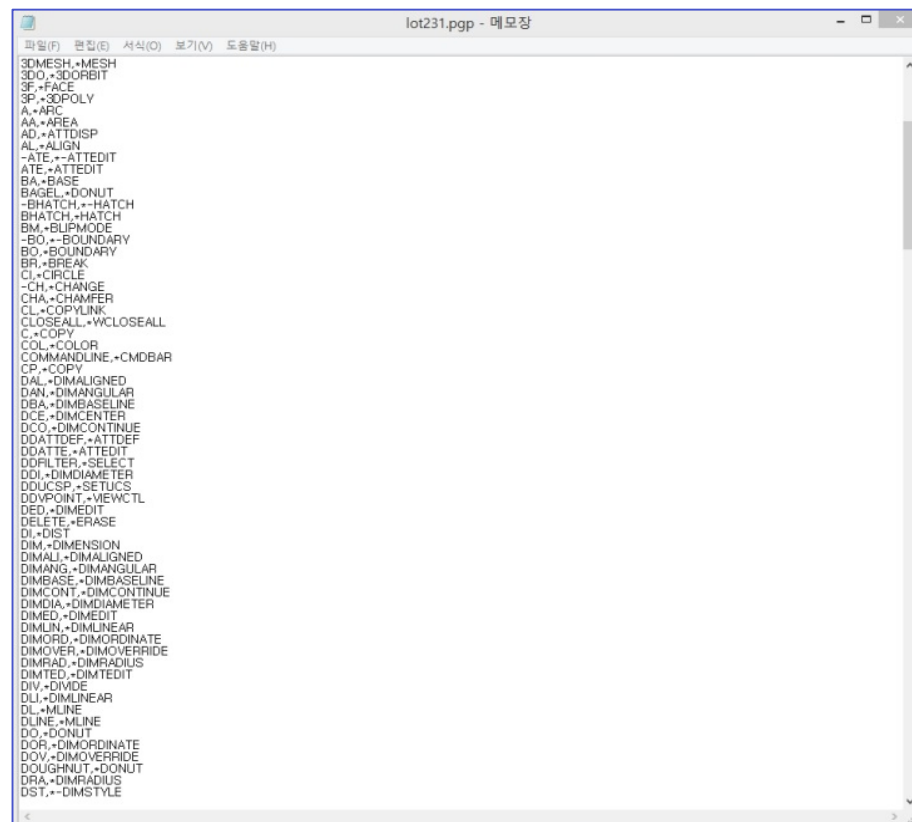 lot231.pgp - 메모장
파일(F) 편집(E) 서식(O) 보기(V) 도움말(H)
3DMESH,*MESH
3DO,*3DORBIT
3F,*FACE
3P,*3DPOLY
A,*ARC
AA,*AREA
AD,*ATTDISP
AL,*ALIGN
-ATE,*-ATTEDIT
ATE,*ATTEDIT
BA,*BASE
BAGEL,*DONUT
-BHATCH,*-HATCH
BHATCH,*HATCH
BM,*BLIPMODE
-BO,*-BOUNDARY
BO,*BOUNDARY
BR,*BREAK
CI,*CIRCLE
-CH,*CHANGE
CHA,*CHAMFER
CL,*COPYLINK
CLOSEALL,*WCLOSEALL
C,*COPY
COL,*COLOR
COMMANDLINE,*CMDBAR
CP,*COPY
DAL,*DIMALIGNED
DAN,*DIMANGULAR
DBA,*DIMBASELINE
DCE,*DIMCENTER
DCO,*DIMCONTINUE
DDATTDEF,*ATTDEF
DDATTE,*ATTEDIT
DDFILTER,*SELECT
DDI,*DIMDIAMETER
DDUCSP,*SETUCS
DDVPOINT,*VIEWCTL
DED,*DIMEDIT
DELETE,*ERASE
DI,*DIST
DIM,*DIMENSION
DIMALI,*DIMALIGNED
DIMANG,*DIMANGULAR
DIMBASE,*DIMBASELINE
DIMCONT,*DIMCONTINUE
DIMDIA,*DIMDIAMETER
DIMED,*DIMEDIT
DIMLIN,*DIMLINEAR
DIMORD,*DIMORDINATE
DIMOVER,*DIMOVERRIDE
DIMRAD,*DIMRADIUS
DIMTED,*DIMTEDIT
DIV,*DIVIDE
DLI,*DIMLINEAR
DL,*MLINE
DLINE,*MLINE
DO,*DONUT
DOR,*DIMORDINATE
DOV,*DIMOVERRIDE
DOUGHNUT,*DONUT
DRA,*DIMRADIUS
DST,*-DIMSTYLE